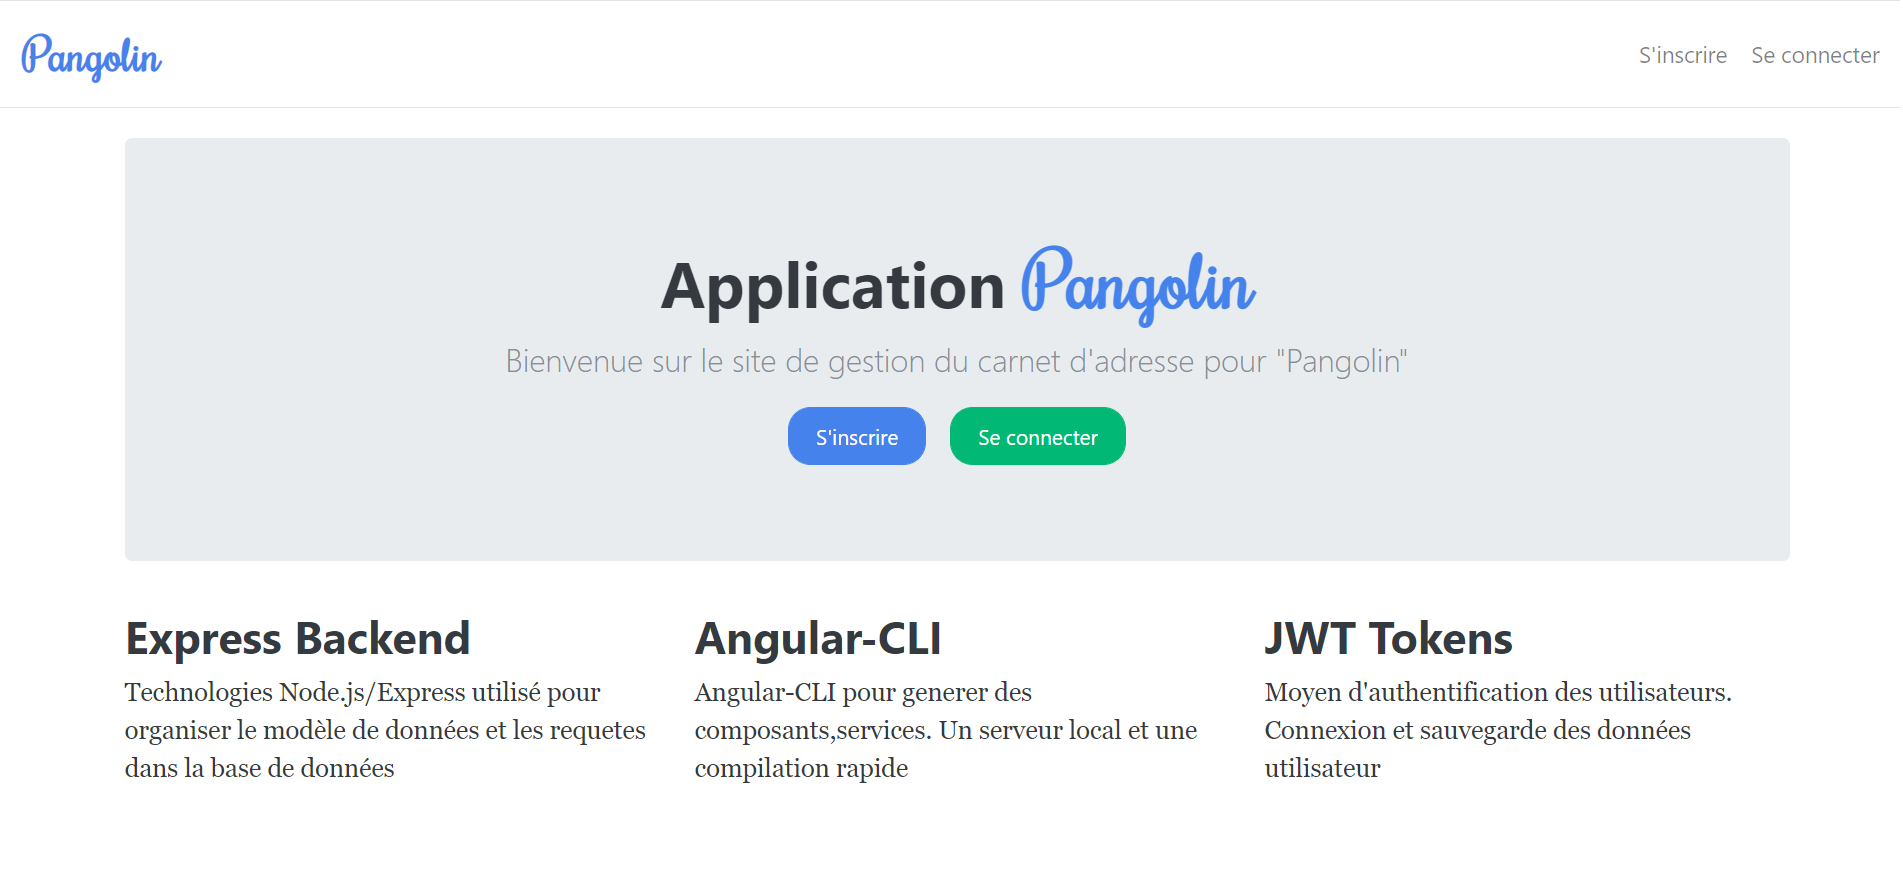 Pangolin
S'inscrire Se connecter
Application Pangolin
Bienvenue sur le site de gestion du carnet d'adresse pour "Pangolin"
S'inscrire Se connecter
Express Backend
Technologies Node.js/Express utilisé pour
organiser le modèle de données et les requetes
dans la base de données
Angular-CLI
Angular-CLI pour generer des
composants,services. Un serveur local et une
compilation rapide
JWT Tokens
Moyen d'authentification des utilisateurs.
Connexion et sauvegarde des données
utilisateur